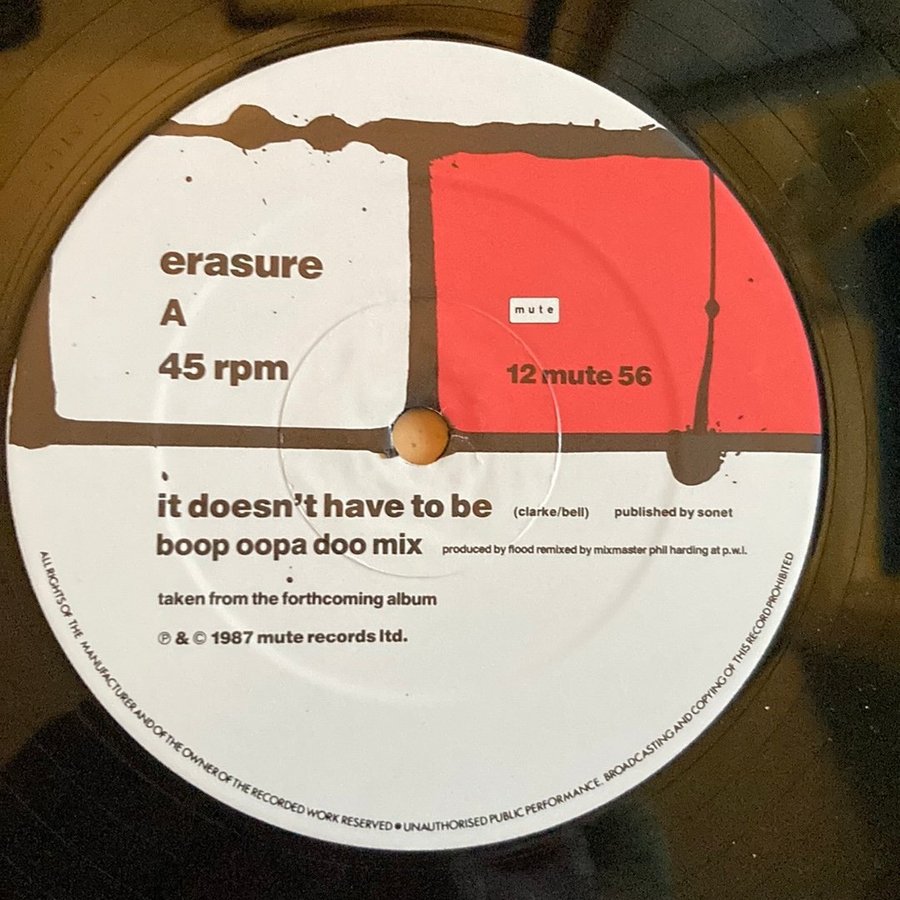 erasure
A
45 rpm
mute
12 mute 56
it doesn't have to be (clarke/bell) published by sonet
boop oopa doo mix produced by flood remixed by mixmaster phil harding at p.w.l.
taken from the forthcoming album
℗ & © 1987 mute records ltd.
ALL RIGHTS OF THE MANUFACTURER AND OF THE OWNER OF THE RECORDED WORK RESERVED ● UNAUTHORISED PUBLIC PERFORMANCE, BROADCASTING AND COPYING OF THIS RECORD PROHIBITED